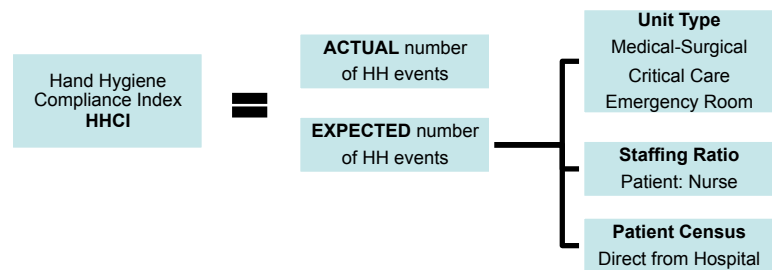 Hand Hygiene
Compliance Index
HHCI
ACTUAL number
of HH events
EXPECTED number
of HH events
Unit Type
Medical-Surgical
Critical Care
Emergency Room
Staffing Ratio
Patient: Nurse
Patient Census
Direct from Hospital